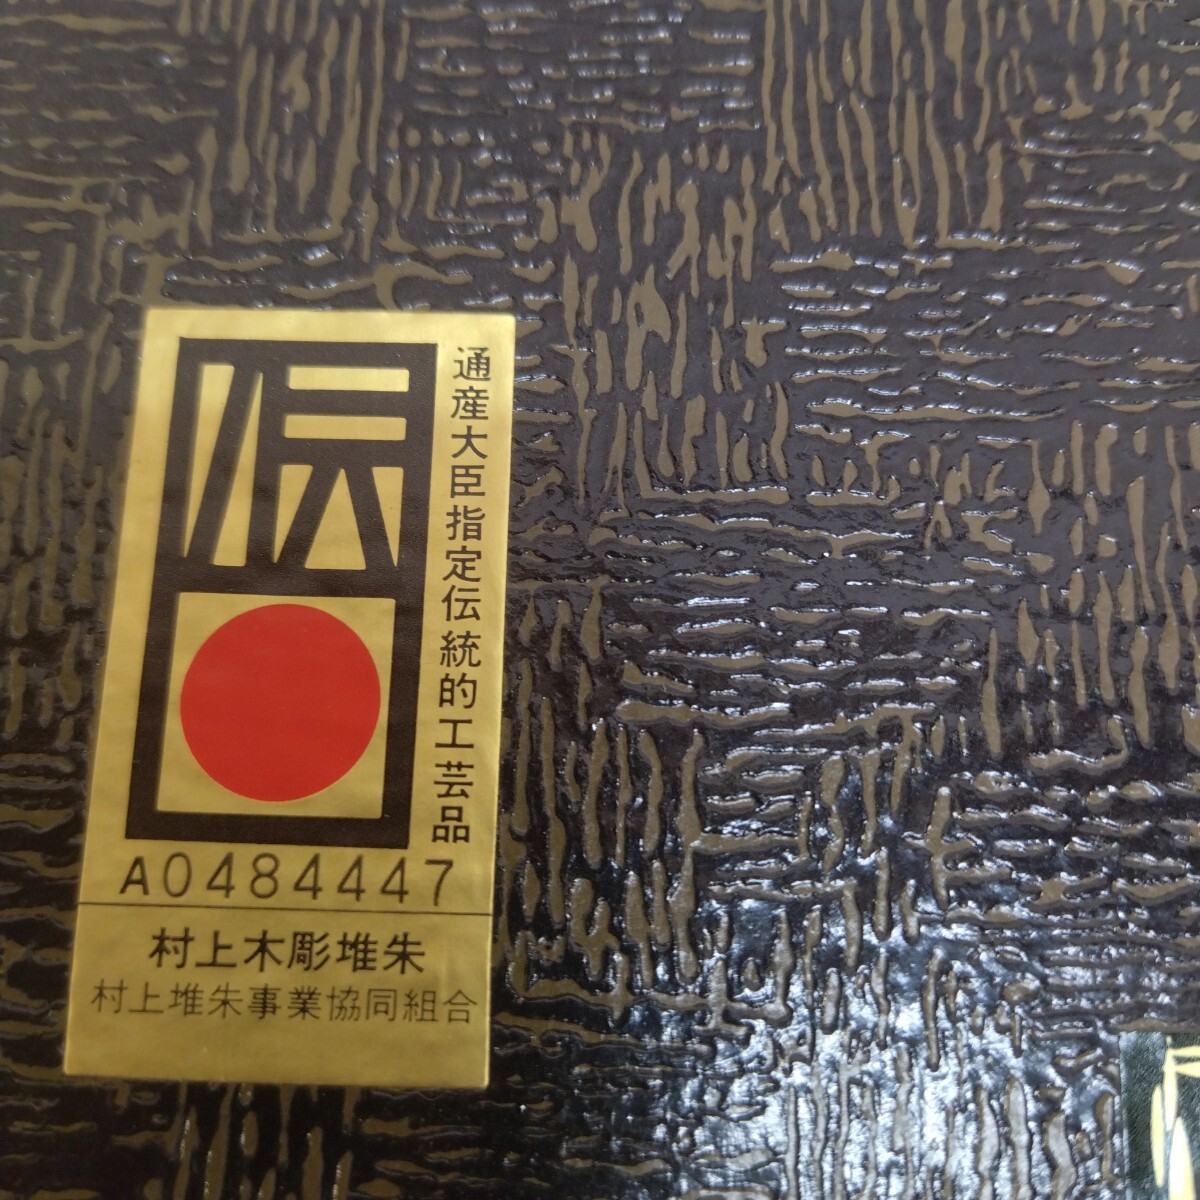 伝
通産大臣指定伝統的工芸品
A0484447
村上木彫堆朱
村上堆朱事業協同組合